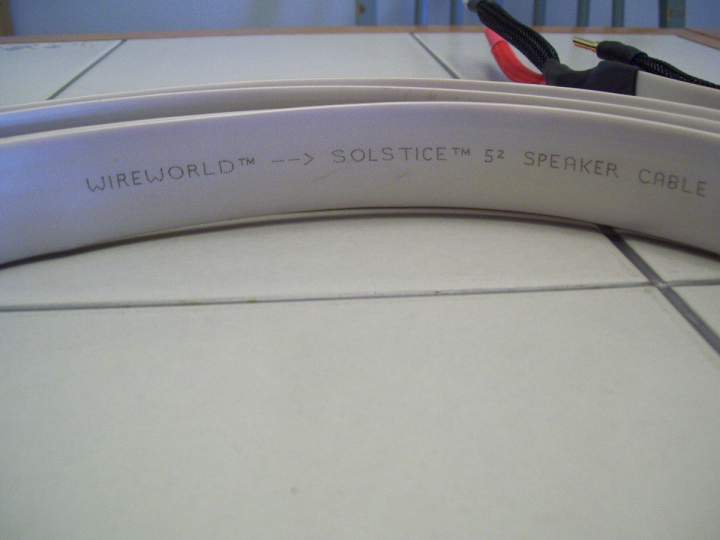 WIREWORLD™ --> SOLSTICE™ 5² SPEAKER CABLE